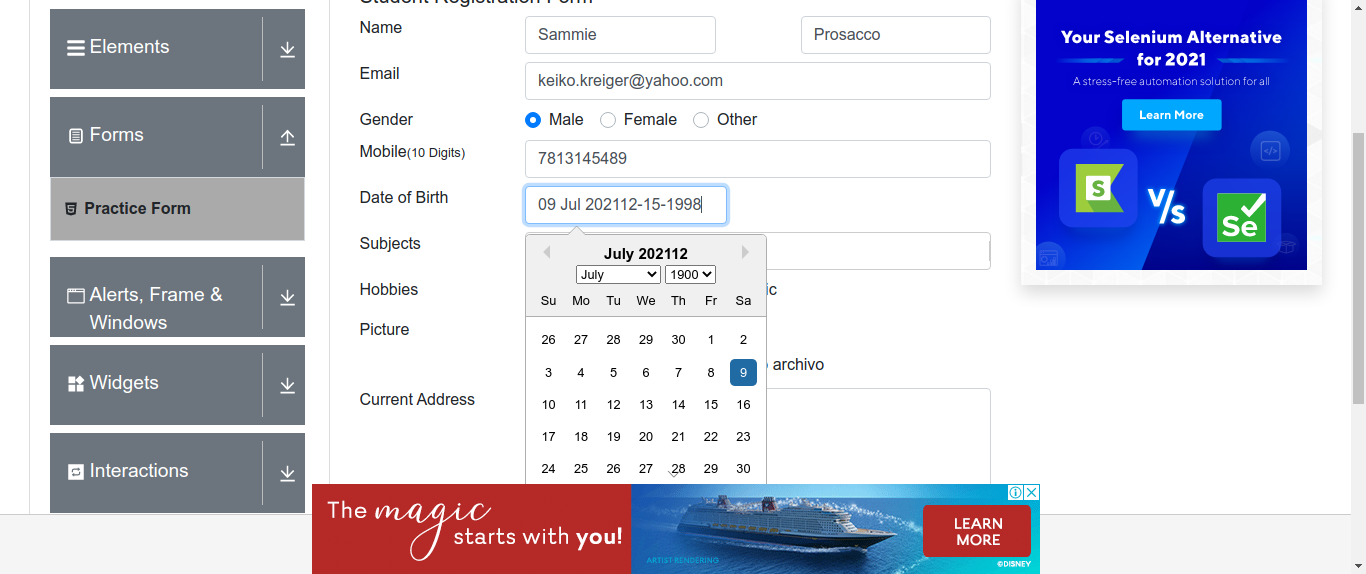 Student Registration Form
Elements
Forms
Practice Form
Alerts, Frame &
Windows
Widgets
Interactions
Name
Sammie
Prosacco
Email
keiko.kreiger@yahoo.com
Gender
Male
Female
Other
Mobile(10 Digits)
7813145489
Date of Birth
09 Jul 202112-15-1998
Subjects
Hobbies
ic
Picture
archivo
Current Address
July 202112
July 1900
Su Mo Tu We Th Fr Sa
26 27 28 29 30 1 2
3 4 5 6 7 8 9
10 11 12 13 14 15 16
17 18 19 20 21 22 23
24 25 26 27 28 29 30
Your Selenium Alternative
for 2021
A stress-free automation solution for all
Learn More
S
V/s
Se
The magic
starts with you!
ARTIST RENDERING
LEARN
MORE
©DISNEY